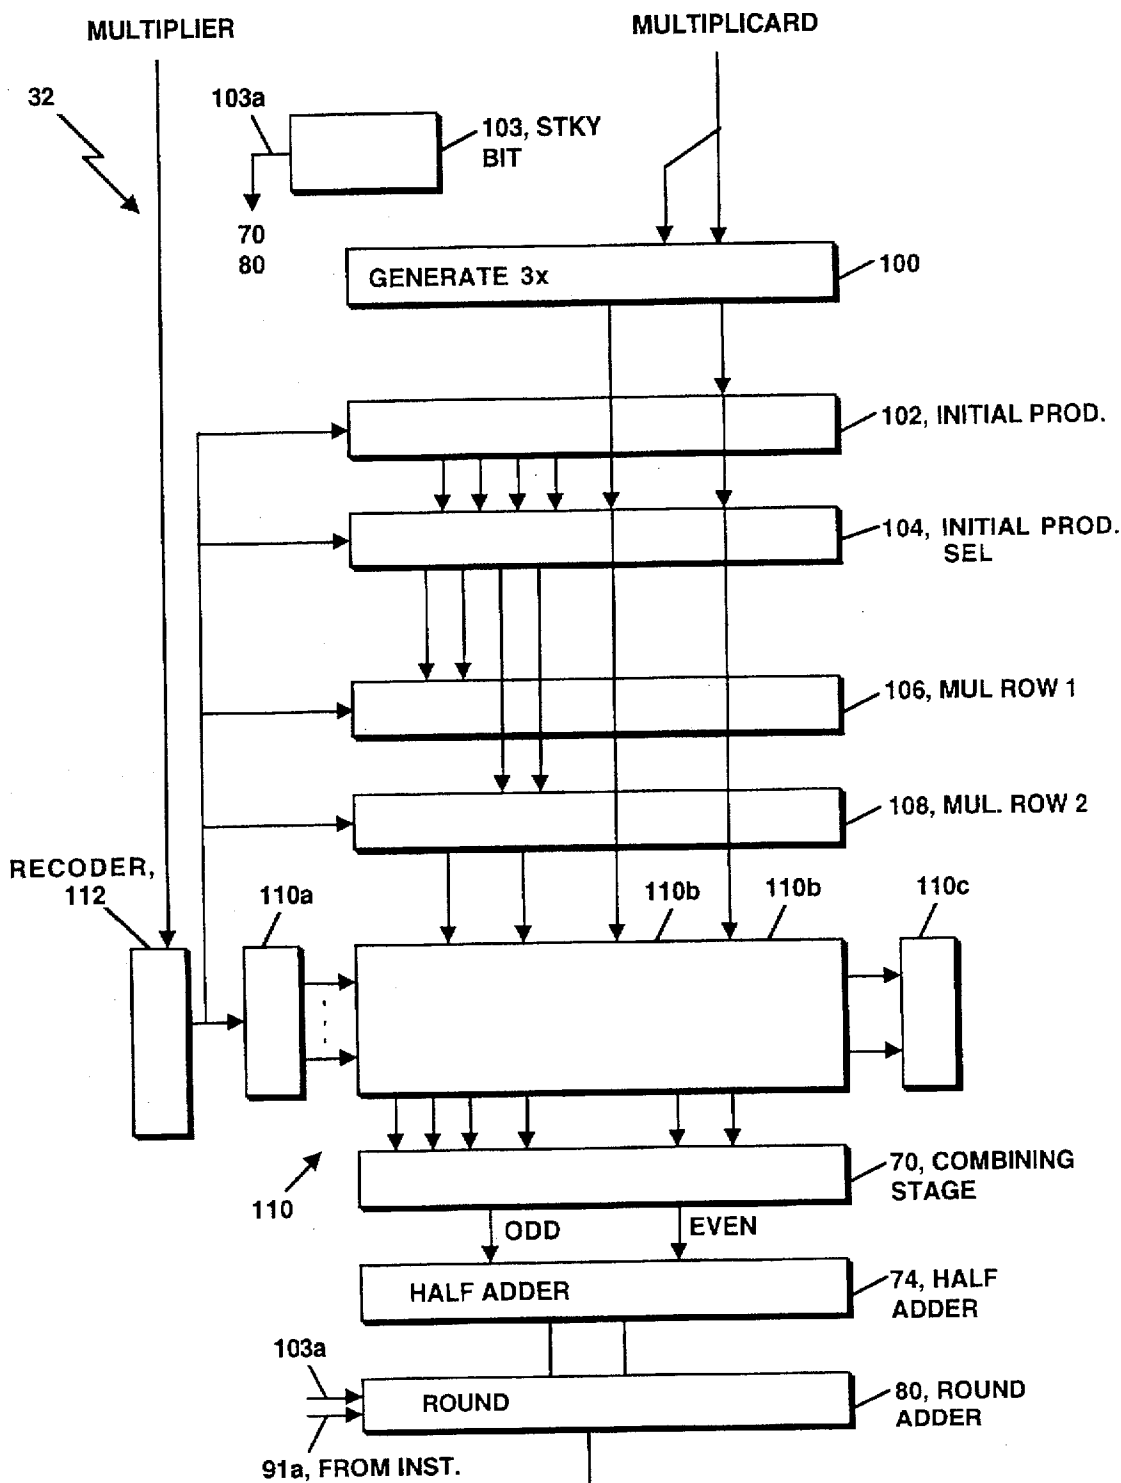 MULTIPLIER
MULTIPLICARD
32
103a
103, STKY
BIT
70
80
GENERATE 3x
100
102, INITIAL PROD.
104, INITIAL PROD.
SEL
106, MUL ROW 1
108, MUL. ROW 2
RECODER,
112
110a
110b
110b
110c
110
70, COMBINING
STAGE
ODD
EVEN
HALF ADDER
74, HALF
ADDER
103a
ROUND
80, ROUND
ADDER
91a, FROM INST.